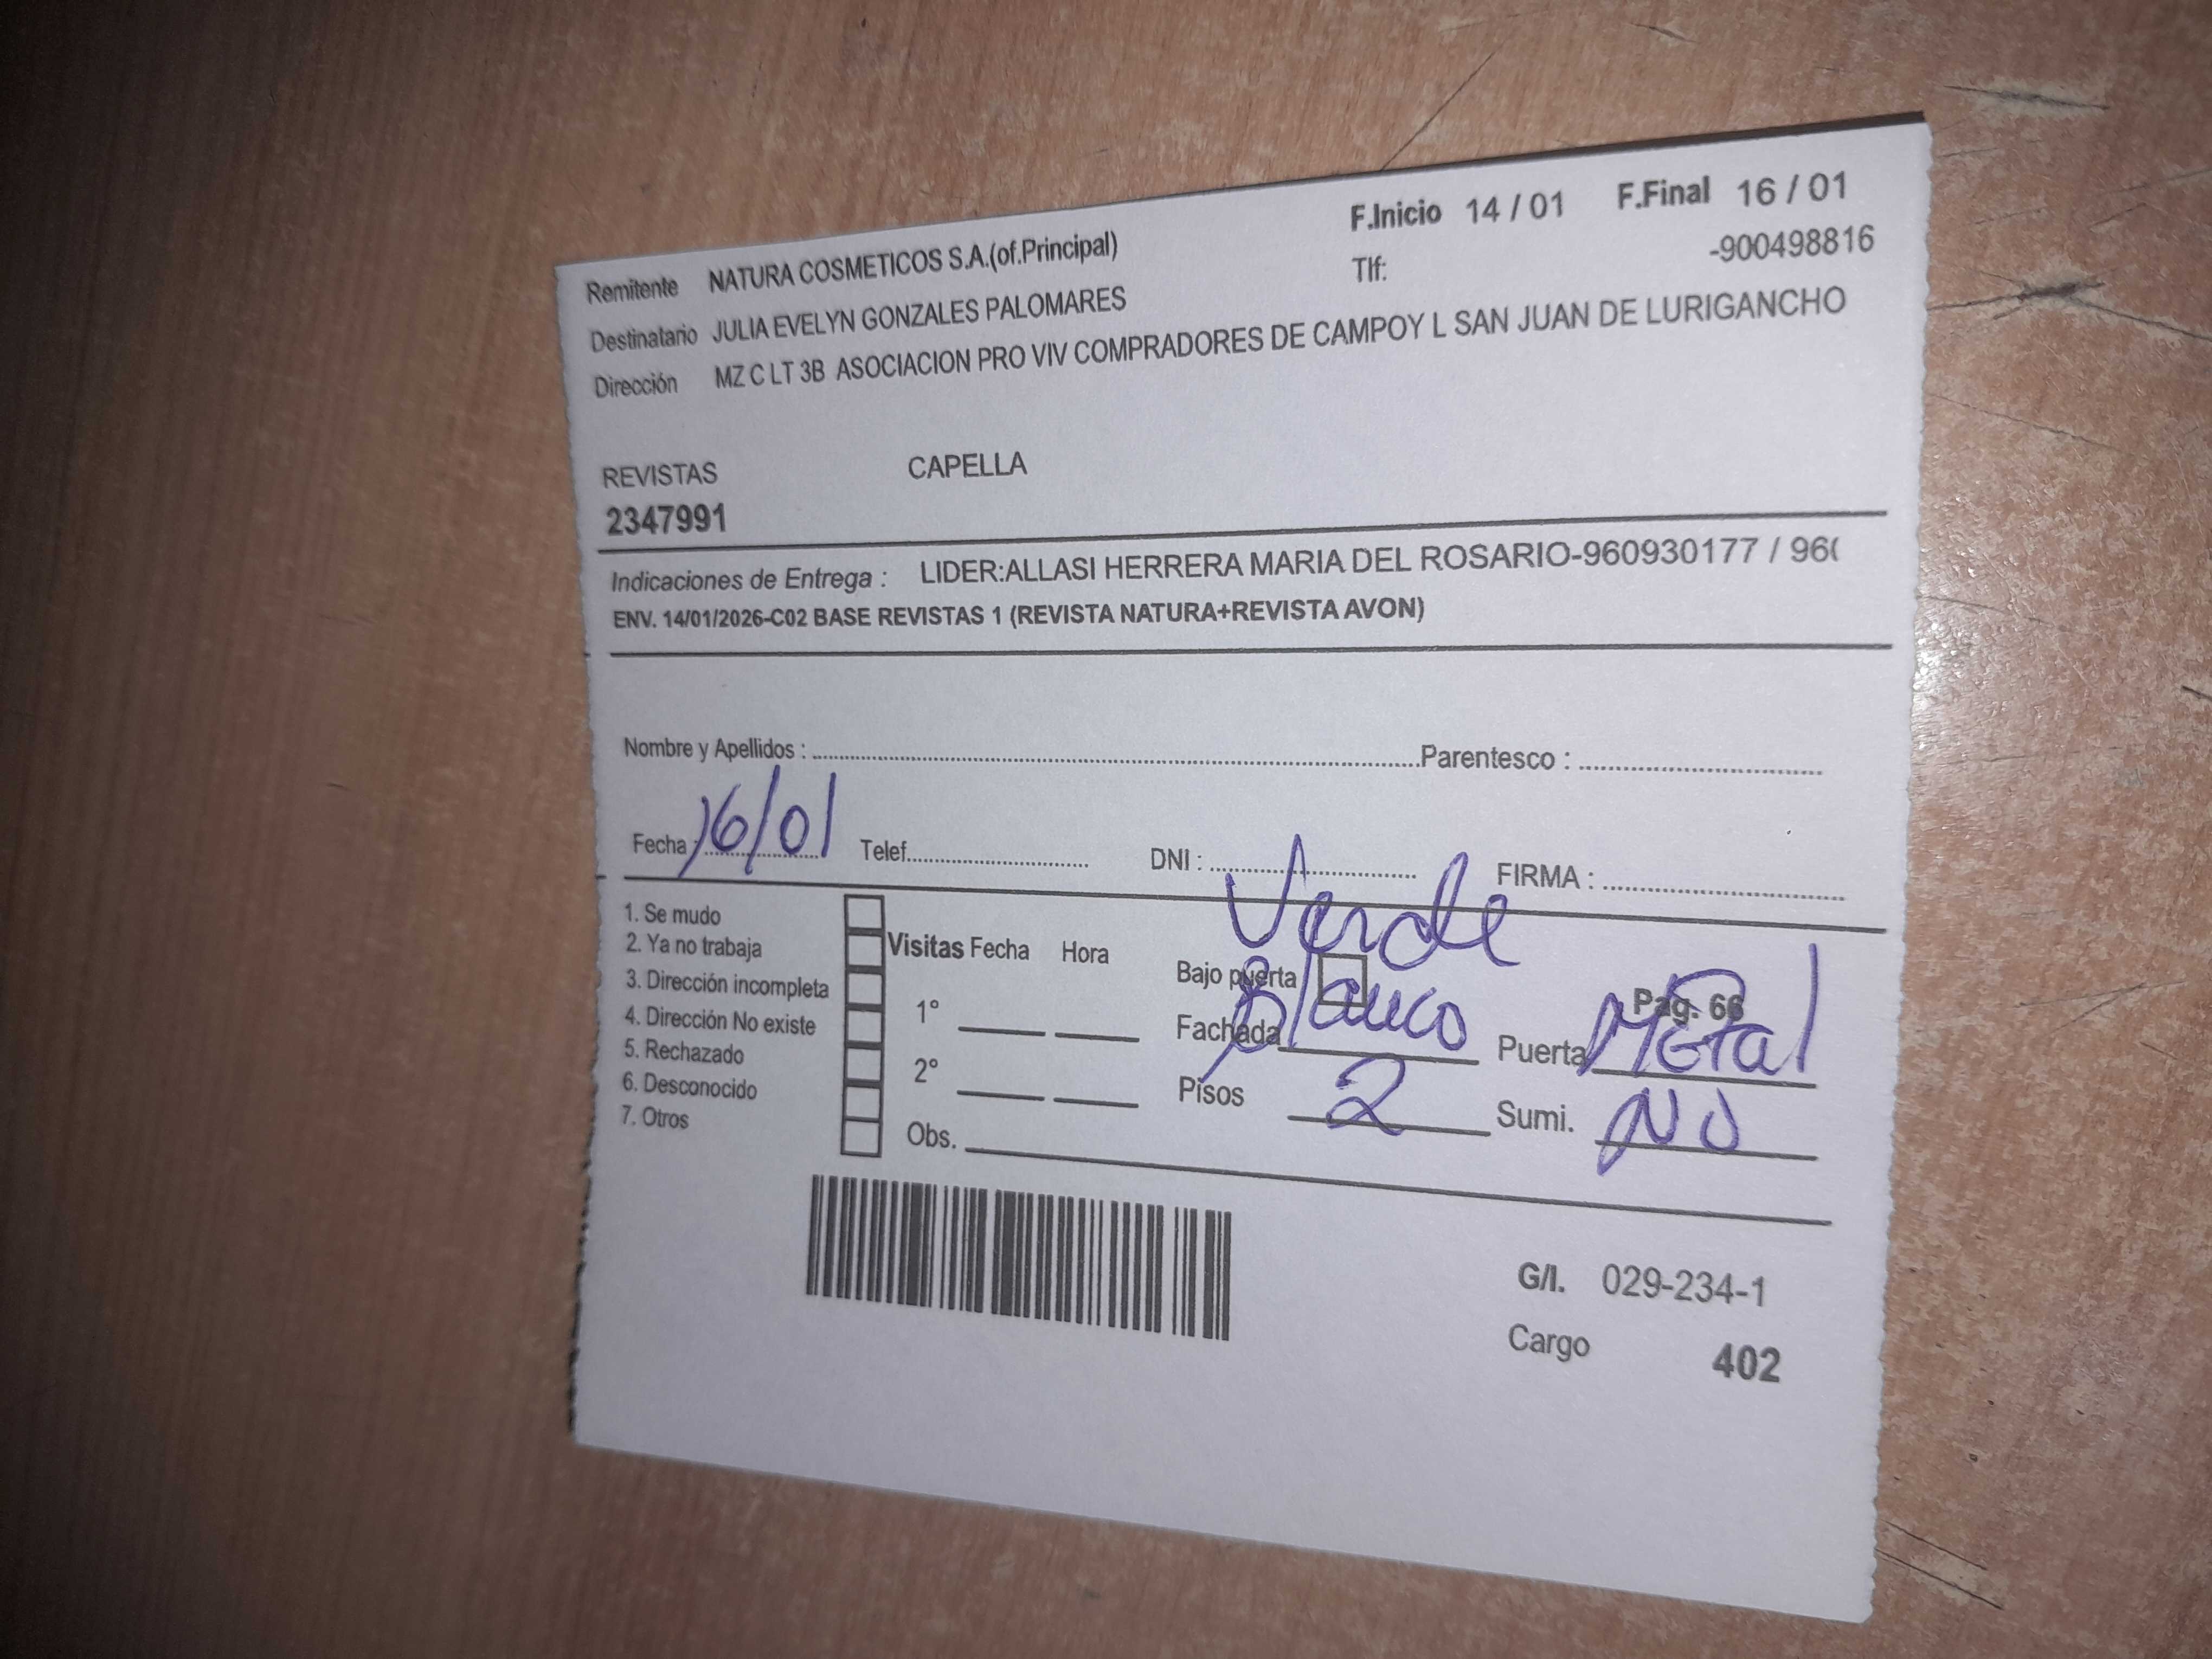 F.Inicio 14 / 01 F.Final 16 / 01
Remitente NATURA COSMETICOS S.A.(of.Principal) Tlf: -900498816
Destinatario JULIA EVELYN GONZALES PALOMARES
Dirección MZ C LT 3B ASOCIACION PRO VIV COMPRADORES DE CAMPOY L SAN JUAN DE LURIGANCHO
REVISTAS CAPELLA
2347991
Indicaciones de Entrega : LIDER:ALLASI HERRERA MARIA DEL ROSARIO-960930177 / 96(
ENV. 14/01/2026-C02 BASE REVISTAS 1 (REVISTA NATURA+REVISTA AVON)
Nombre y Apellidos : Parentesco :
Fecha : 16/01 Telef. DNI : FIRMA :
1. Se mudo
2. Ya no trabaja
3. Dirección incompleta
4. Dirección No existe
5. Rechazado
6. Desconocido
7. Otros
Visitas Fecha Hora
1°
2°
Obs.
Verde
Bajo puerta Pag. 66
Fachada Blanco Puerta Metal
Pisos 2 Sumi. NO
G/I. 029-234-1
Cargo 402